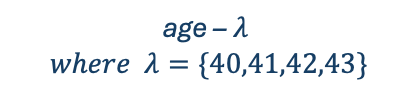 age – λ
where λ = {40,41,42,43}